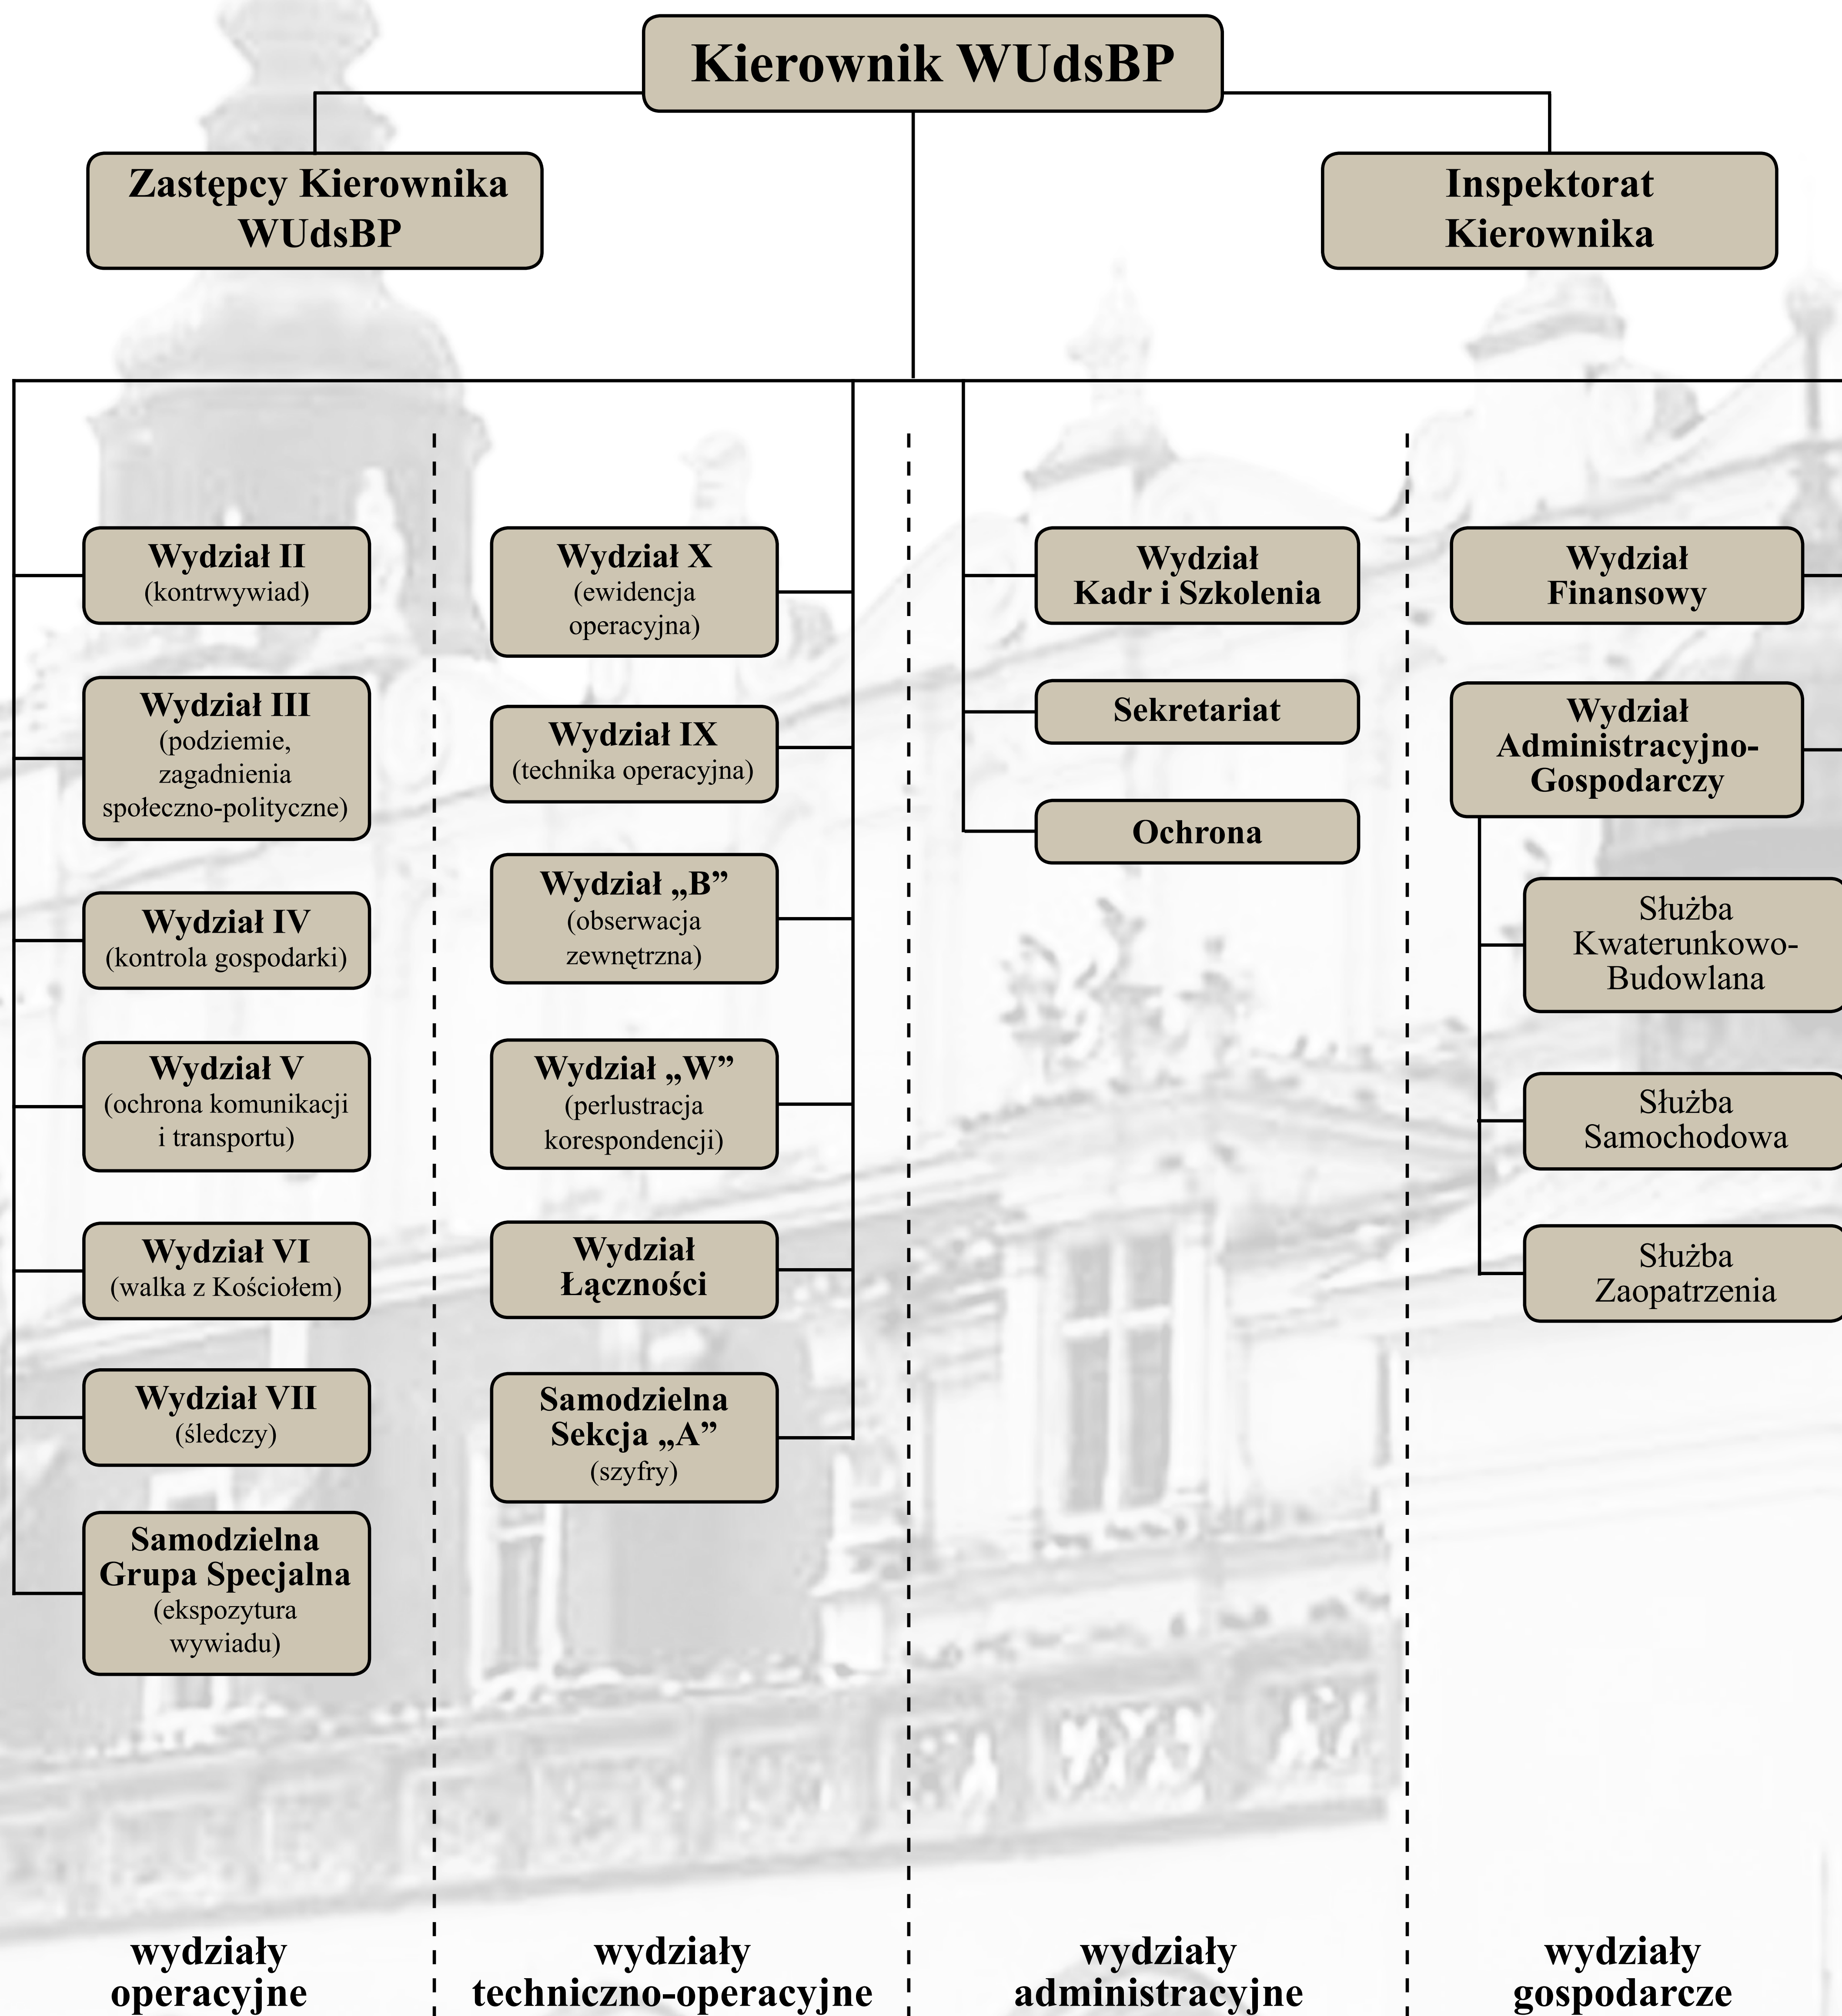 Kierownik WUdsBP
Zastępcy Kierownika
WUdsBP
Inspektorat
Kierownika
Wydział II
(kontrwywiad)
Wydział III
(podziemie,
zagadnienia
społeczno-polityczne)
Wydział IV
(kontrola gospodarki)
Wydział V
(ochrona komunikacji
i transportu)
Wydział VI
(walka z Kościołem)
Wydział VII
(śledczy)
Samodzielna
Grupa Specjalna
(ekspozytura
wywiadu)
wydziały
operacyjne
Wydział X
(ewidencja
operacyjna)
Wydział IX
(technika operacyjna)
Wydział „B”
(obserwacja
zewnętrzna)
Wydział „W”
(perlustracja
korespondencji)
Wydział
Łączności
Samodzielna
Sekcja „A”
(szyfry)
wydziały
techniczno-operacyjne
Wydział
Kadr i Szkolenia
Sekretariat
Ochrona
wydziały
administracyjne
Wydział
Finansowy
Wydział
Administracyjno-
Gospodarczy
Służba
Kwaterunkowo-
Budowlana
Służba
Samochodowa
Służba
Zaopatrzenia
wydziały
gospodarcze